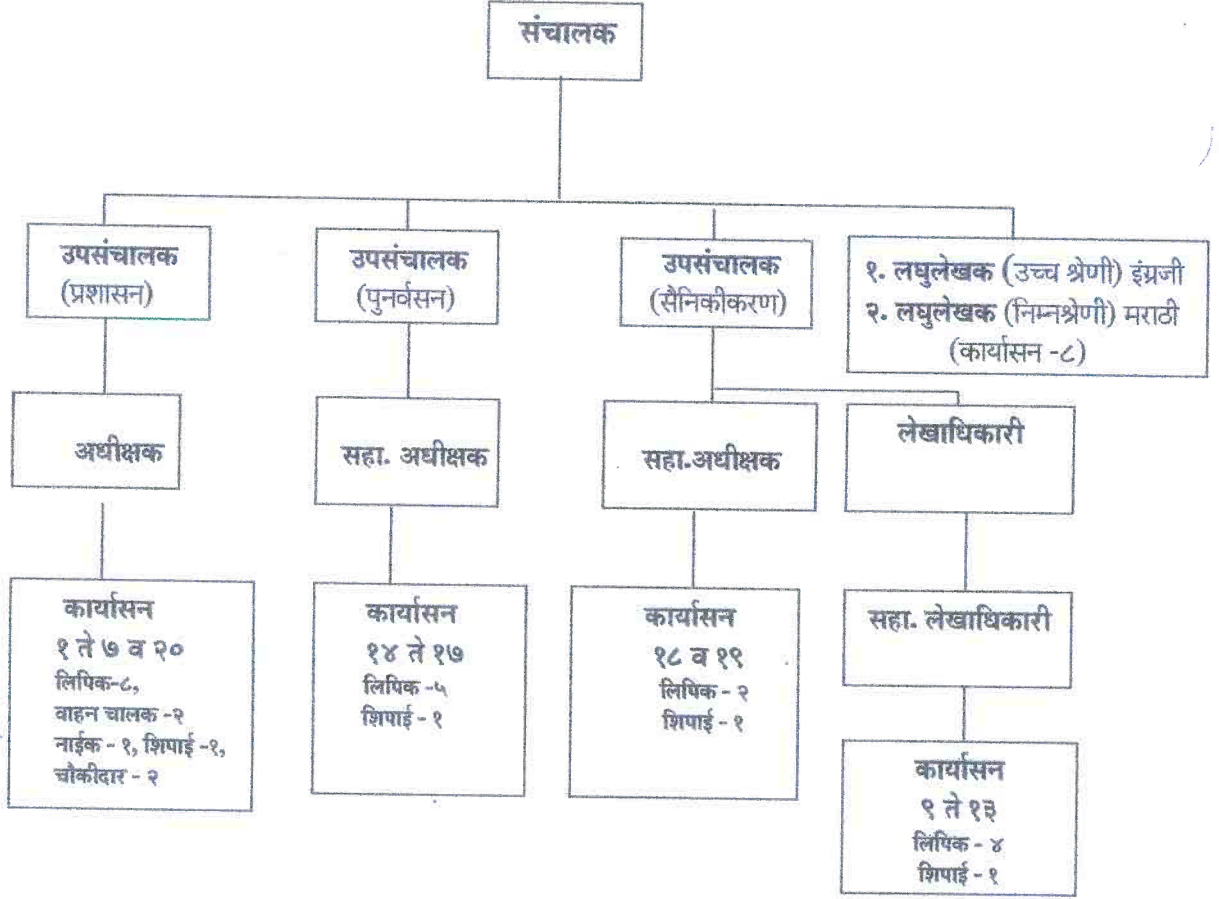 संचालक
उपसंचालक
(प्रशासन)
उपसंचालक
(पुनर्वसन)
उपसंचालक
(सैनिकीकरण)
१. लघुलेखक (उच्च श्रेणी) इंग्रजी
२. लघुलेखक (निम्नश्रेणी) मराठी
(कार्यासन -८)
अधीक्षक
सहा. अधीक्षक
सहा.अधीक्षक
लेखाधिकारी
कार्यासन
१ ते ७ व २०
लिपिक-८,
वाहन चालक -२
नाईक - १, शिपाई -१,
चौकीदार - २
कार्यासन
१४ ते १७
लिपिक -५
शिपाई - १
कार्यासन
१८ व १९
लिपिक - २
शिपाई - १
सहा. लेखाधिकारी
कार्यासन
९ ते १३
लिपिक - ४
शिपाई - १